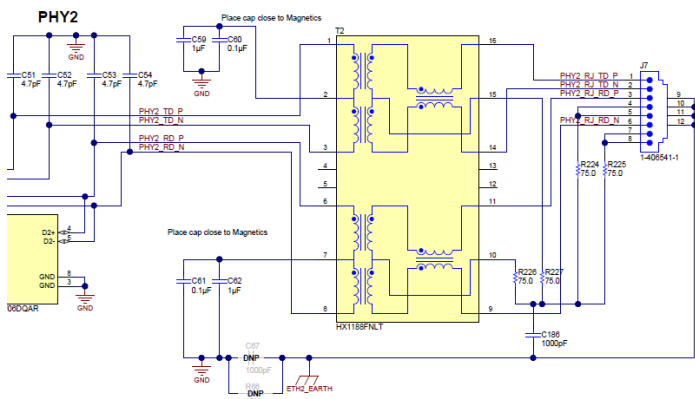 PHY2
Place cap close to Magnetics
T2
C59
1µF
C60
0.1µF
GND
GND
C51
4.7pF
C52
4.7pF
C53
4.7pF
C54
4.7pF
PHY2_TD_P
PHY2_TD_N
PHY2_RD_P
PHY2_RD_N
1
2
3
4
5
6
7
8
16
15
14
13
12
11
10
9
HX1188FNLT
PHY2_RJ_TD_P
PHY2_RJ_TD_N
PHY2_RJ_RD_P
PHY2_RJ_RD_N
J7
1
2
3
4
5
6
7
8
9
10
11
12
1-406541-1
R224
75.0
R225
75.0
R226
75.0
R227
75.0
C186
1000pF
D2+
4
D2-
5
GND
8
GND
3
GND
06DQAR
Place cap close to Magnetics
C61
0.1µF
C62
1µF
GND
C67
DNP
1000pF
DNP
ETH2_EARTH